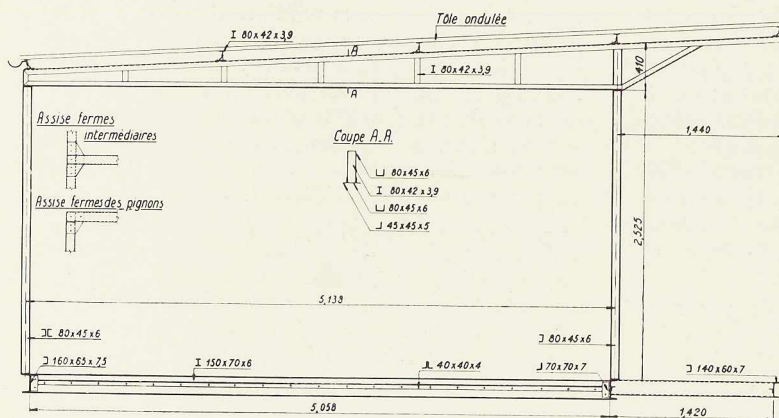 Tôle ondulée
I 80x42x3,9
A
I 80x42x3,9
A
410
1,440
Assise fermes
intermédiaires
Coupe A.A.
⊔ 80x45x6
I 80x42x3,9
⊔ 80x45x6
⅃ 45x45x5
Assise fermes des pignons
2,525
5,138
][ 80x45x6
] 80x45x6
] 160x65x7,5
I 150x70x6
⅃L 40x40x4
⅃ 70x70x7
] 140x60x7
5,058
1,420